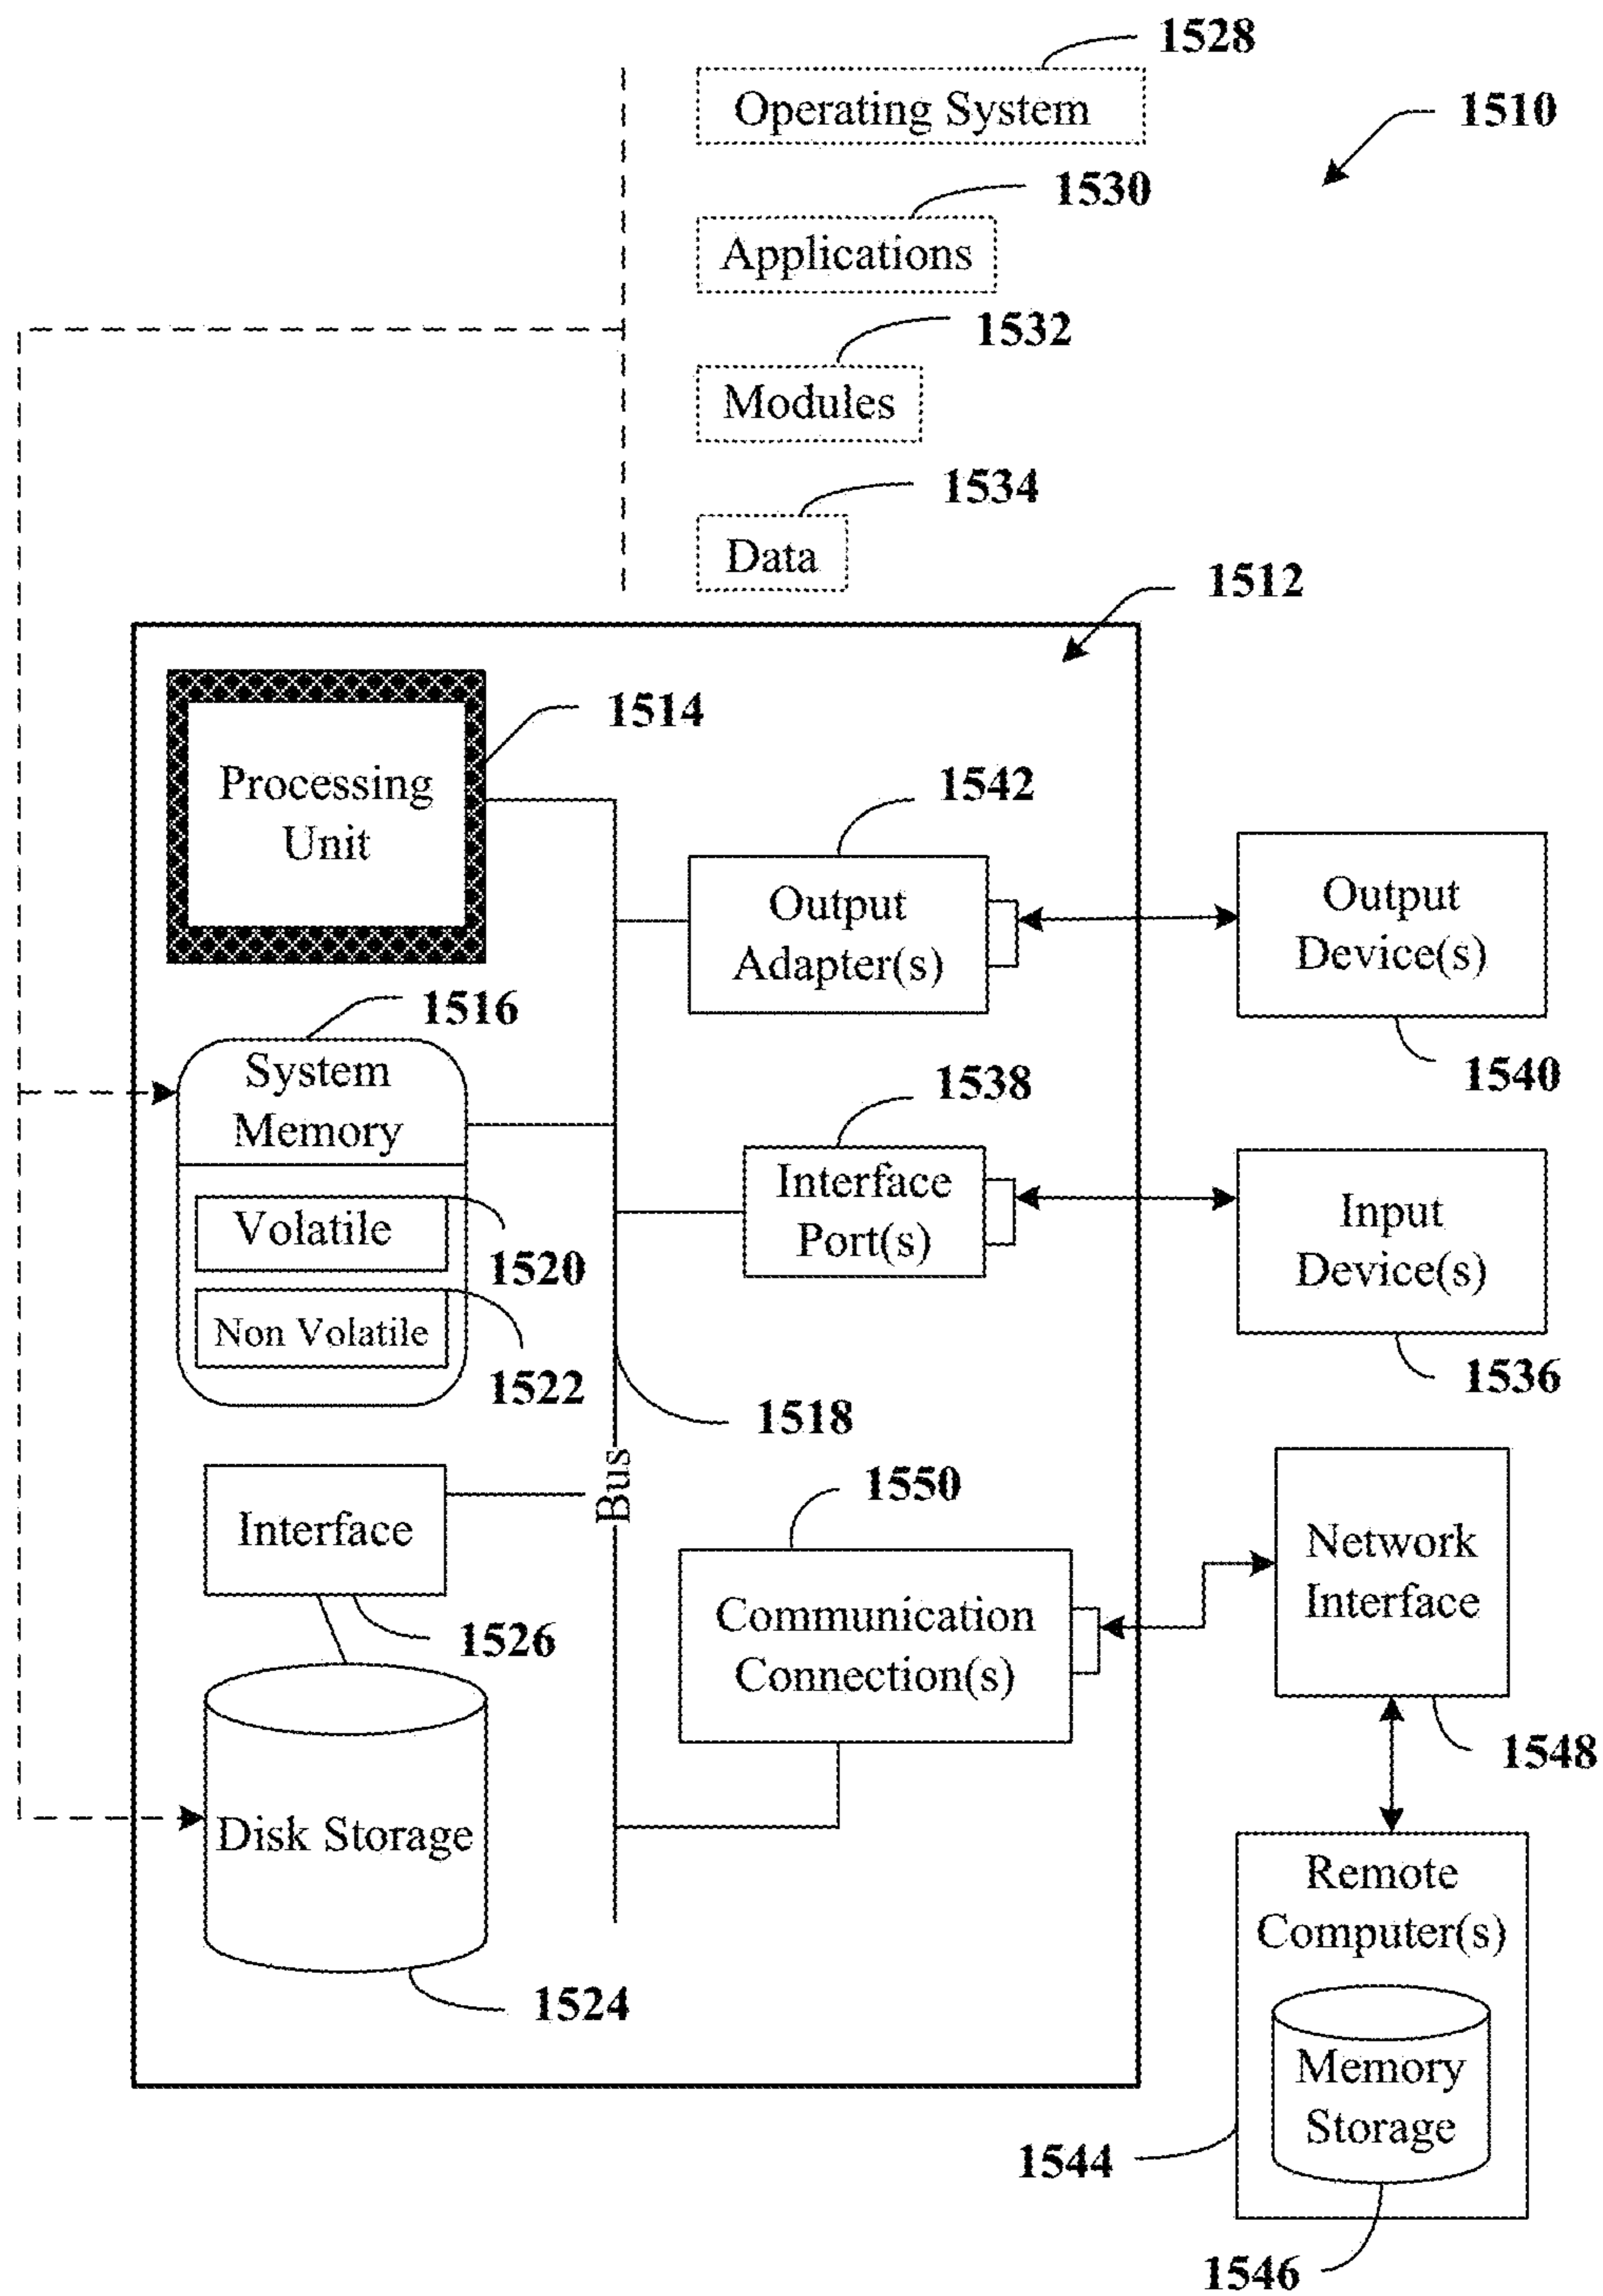 1528
Operating System
1510
1530
Applications
1532
Modules
1534
Data
1512
1514
Processing
Unit
1542
Output
Adapter(s)
Output
Device(s)
1540
1516
System
Memory
1538
Interface
Port(s)
Input
Device(s)
1536
Volatile
1520
Non Volatile
1522
1518
Bus
Interface
1526
1550
Communication
Connection(s)
Network
Interface
1548
Disk Storage
1524
Remote
Computer(s)
Memory
Storage
1544
1546